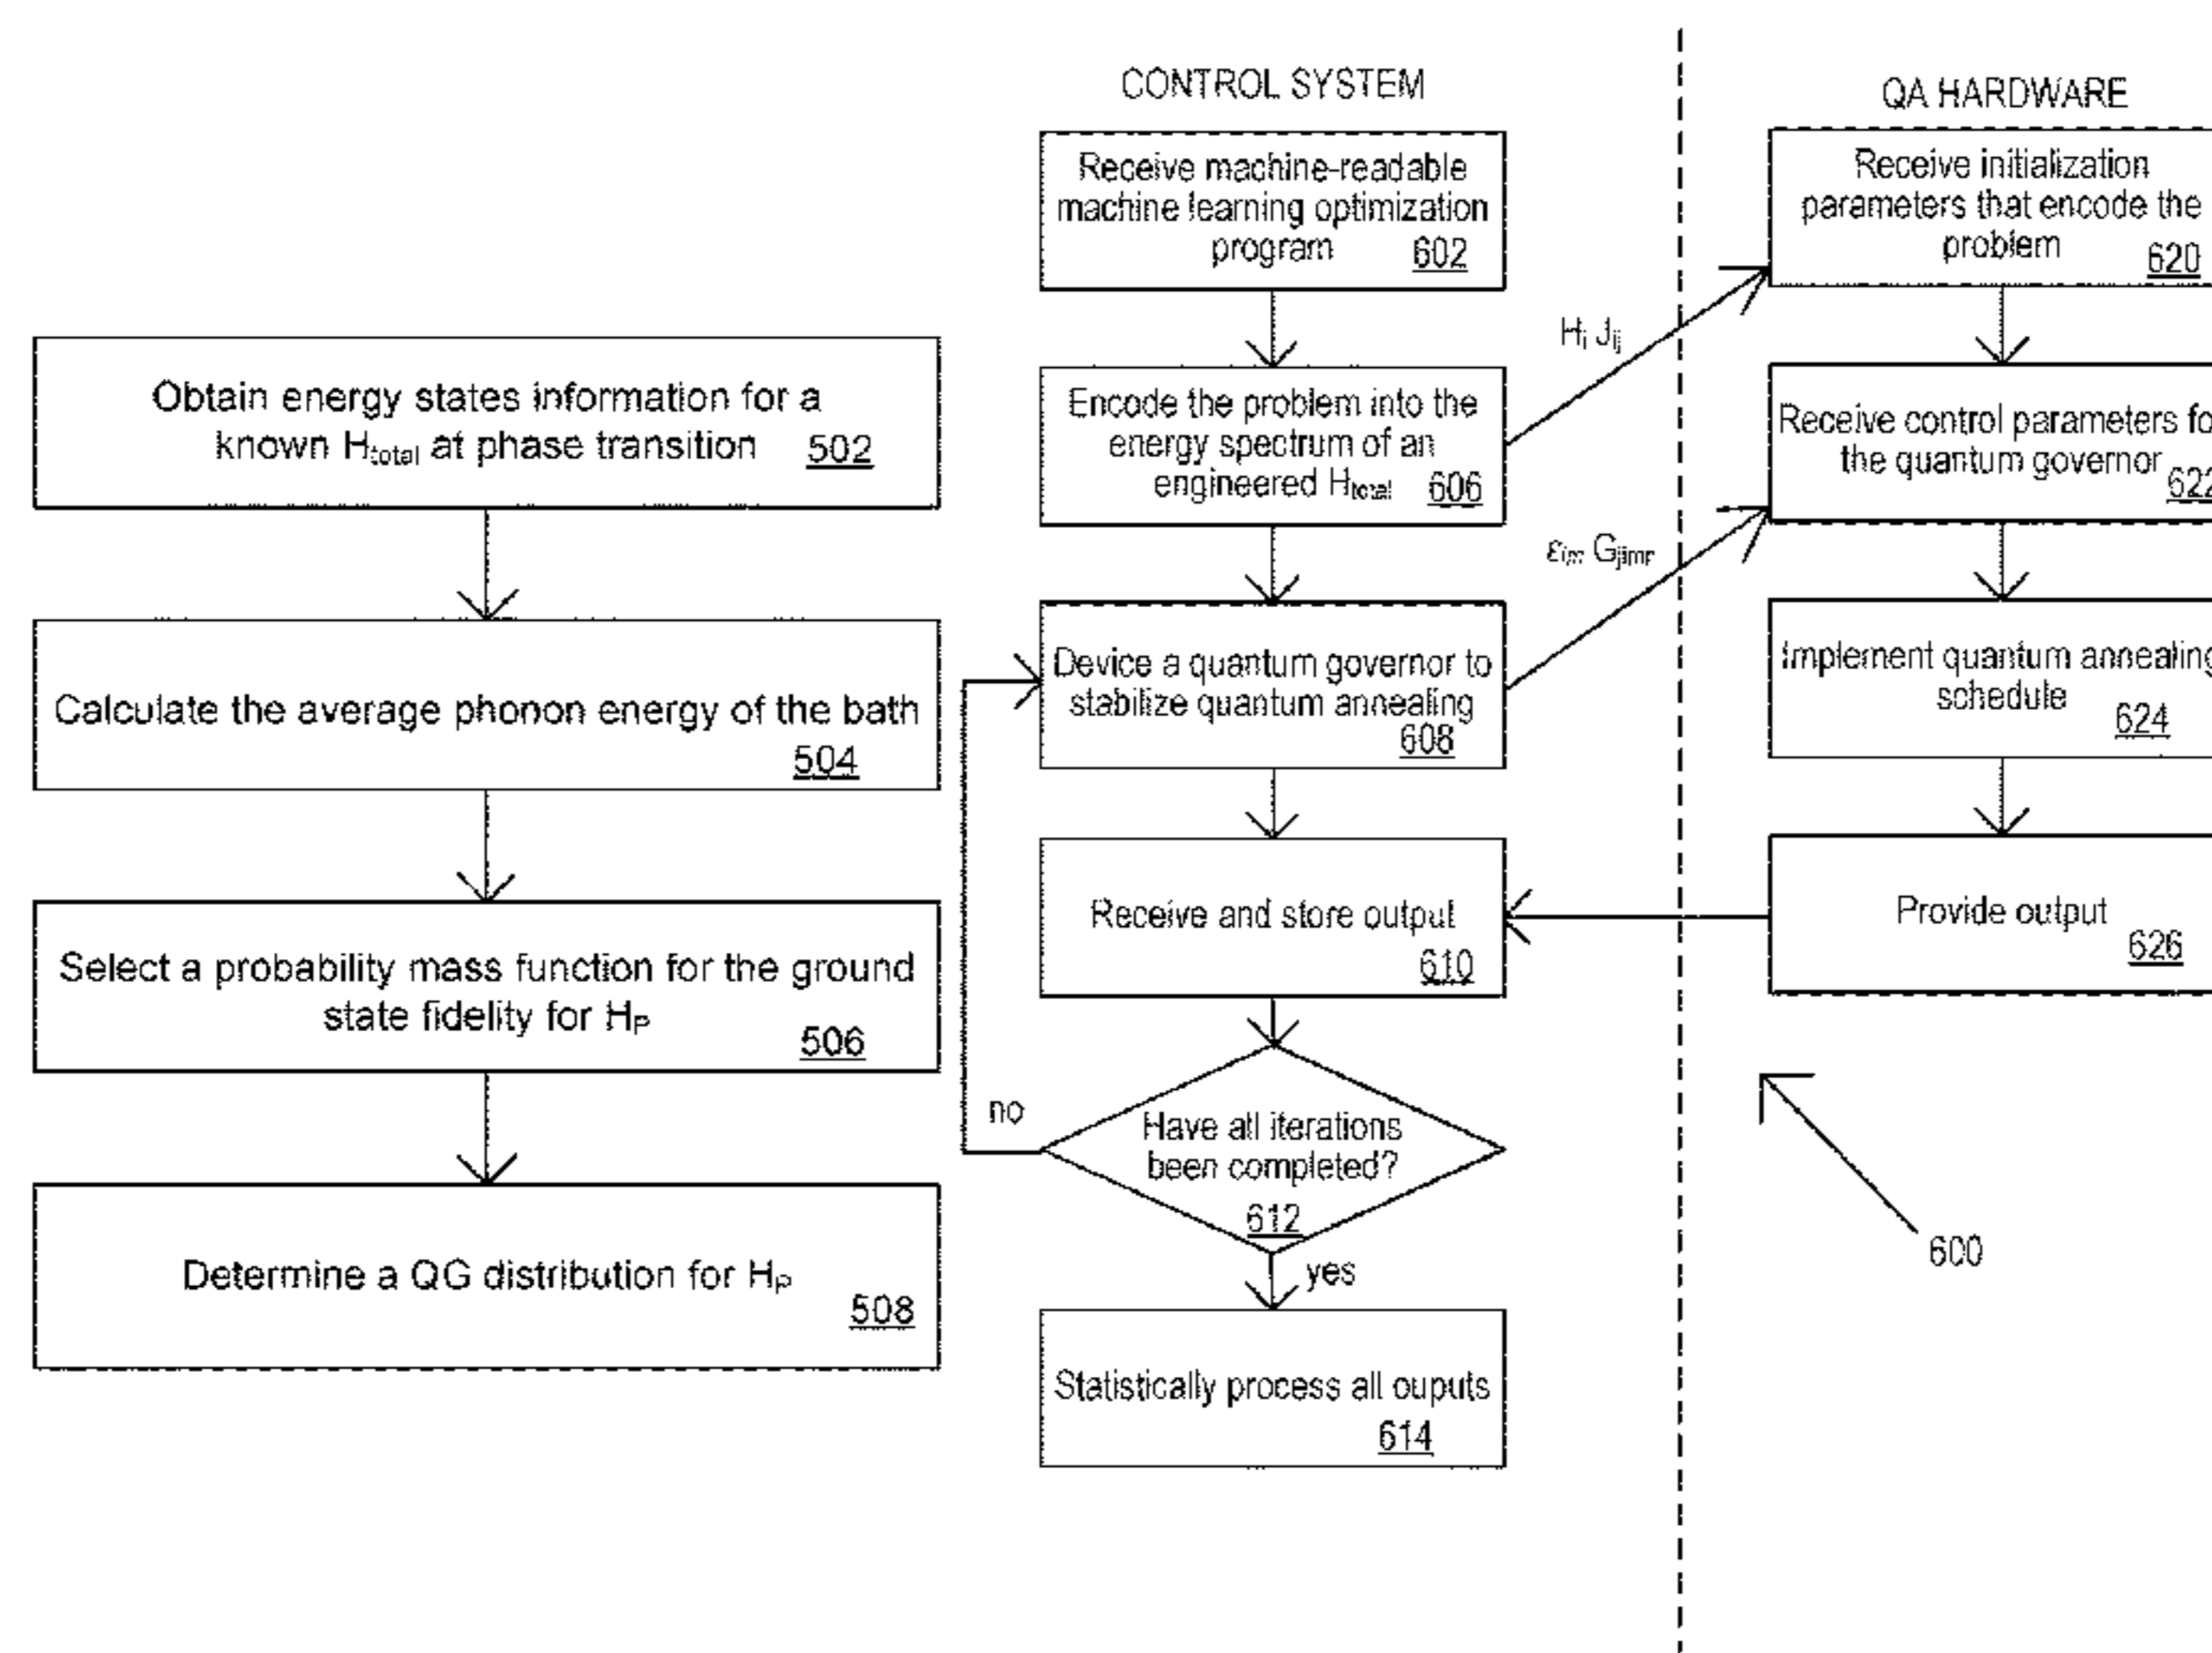 Obtain energy states information for a
known Htotal at phase transition 502
Calculate the average phonon energy of the bath
504
Select a probability mass function for the ground
state fidelity for HP
506
Determine a QG distribution for HP
508
CONTROL SYSTEM
Receive machine-readable
machine learning optimization
program 602
Encode the problem into the
energy spectrum of an
engineered Htotal 606
Device a quantum governor to
stabilize quantum annealing
608
Receive and store output
610
no
Have all iterations
been completed?
612
yes
Statistically process all ouputs
614
Hi Jij
QA HARDWARE
Receive initialization
parameters that encode the
problem 620
Receive control parameters fo
the quantum governor 622
Implement quantum annealing
schedule
624
Provide output
626
600